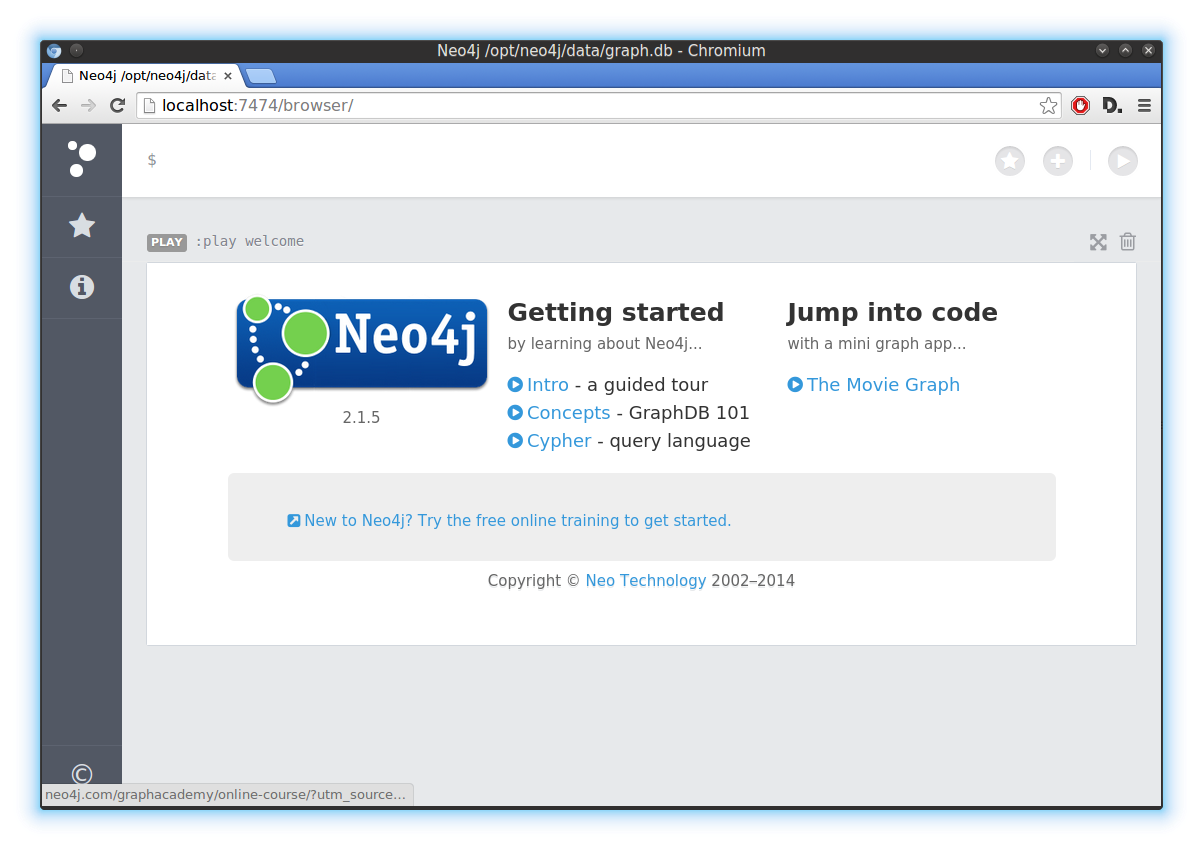 Neo4j /opt/neo4j/data/graph.db - Chromium
Neo4j /opt/neo4j/data
localhost:7474/browser/
D.
$
PLAY :play welcome
Neo4j
2.1.5
Getting started
by learning about Neo4j...
Intro - a guided tour
Concepts - GraphDB 101
Cypher - query language
Jump into code
with a mini graph app...
The Movie Graph
New to Neo4j? Try the free online training to get started.
Copyright © Neo Technology 2002–2014
©
neo4j.com/graphacademy/online-course/?utm_source...